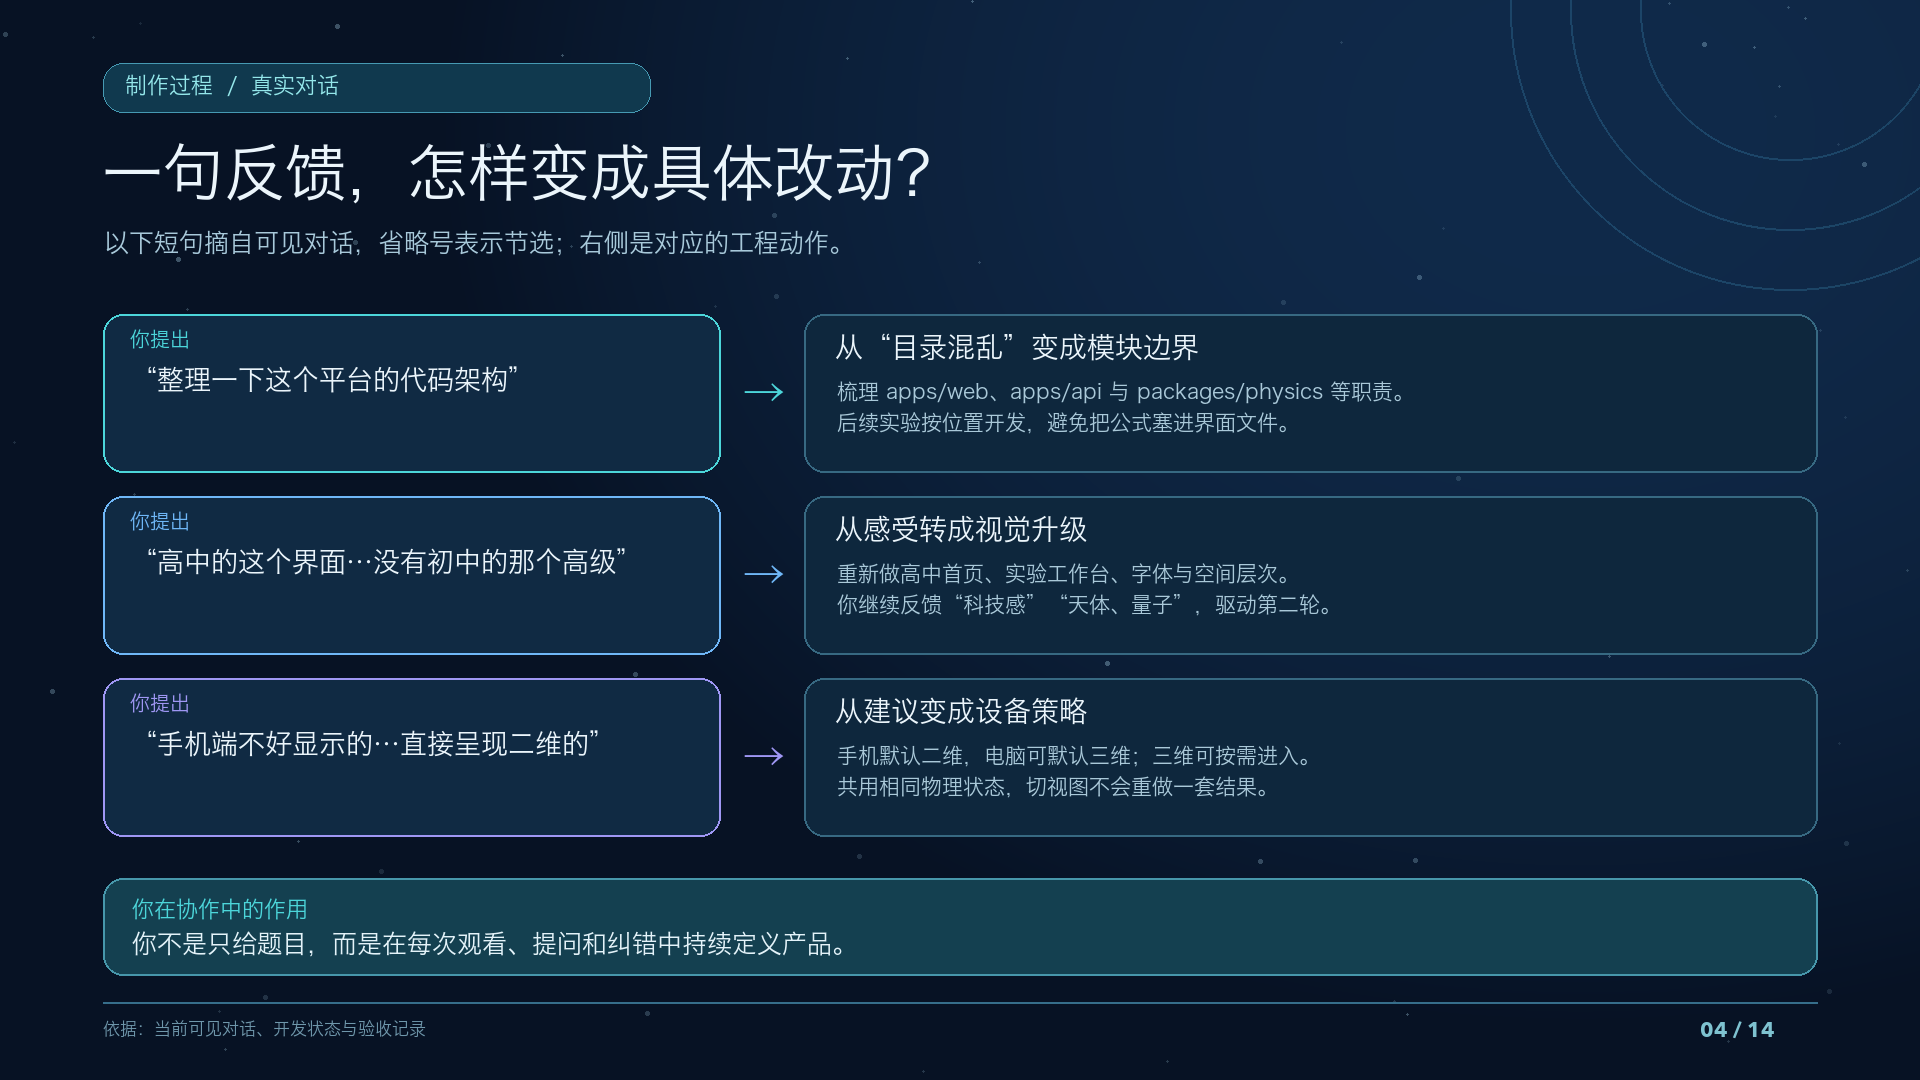 制作过程 / 真实对话
一句反馈，怎样变成具体改动？
以下短句摘自可见对话，省略号表示节选；右侧是对应的工程动作。
你提出
“整理一下这个平台的代码架构”
→
从“目录混乱”变成模块边界
梳理 apps/web、apps/api 与 packages/physics 等职责。
后续实验按位置开发，避免把公式塞进界面文件。
你提出
“高中的这个界面…没有初中的那个高级”
→
从感受转成视觉升级
重新做高中首页、实验工作台、字体与空间层次。
你继续反馈“科技感”“天体、量子”，驱动第二轮。
你提出
“手机端不好显示的…直接呈现二维的”
→
从建议变成设备策略
手机默认二维，电脑可默认三维；三维可按需进入。
共用相同物理状态，切视图不会重做一套结果。
你在协作中的作用
你不是只给题目，而是在每次观看、提问和纠错中持续定义产品。
依据：当前可见对话、开发状态与验收记录
04 / 14